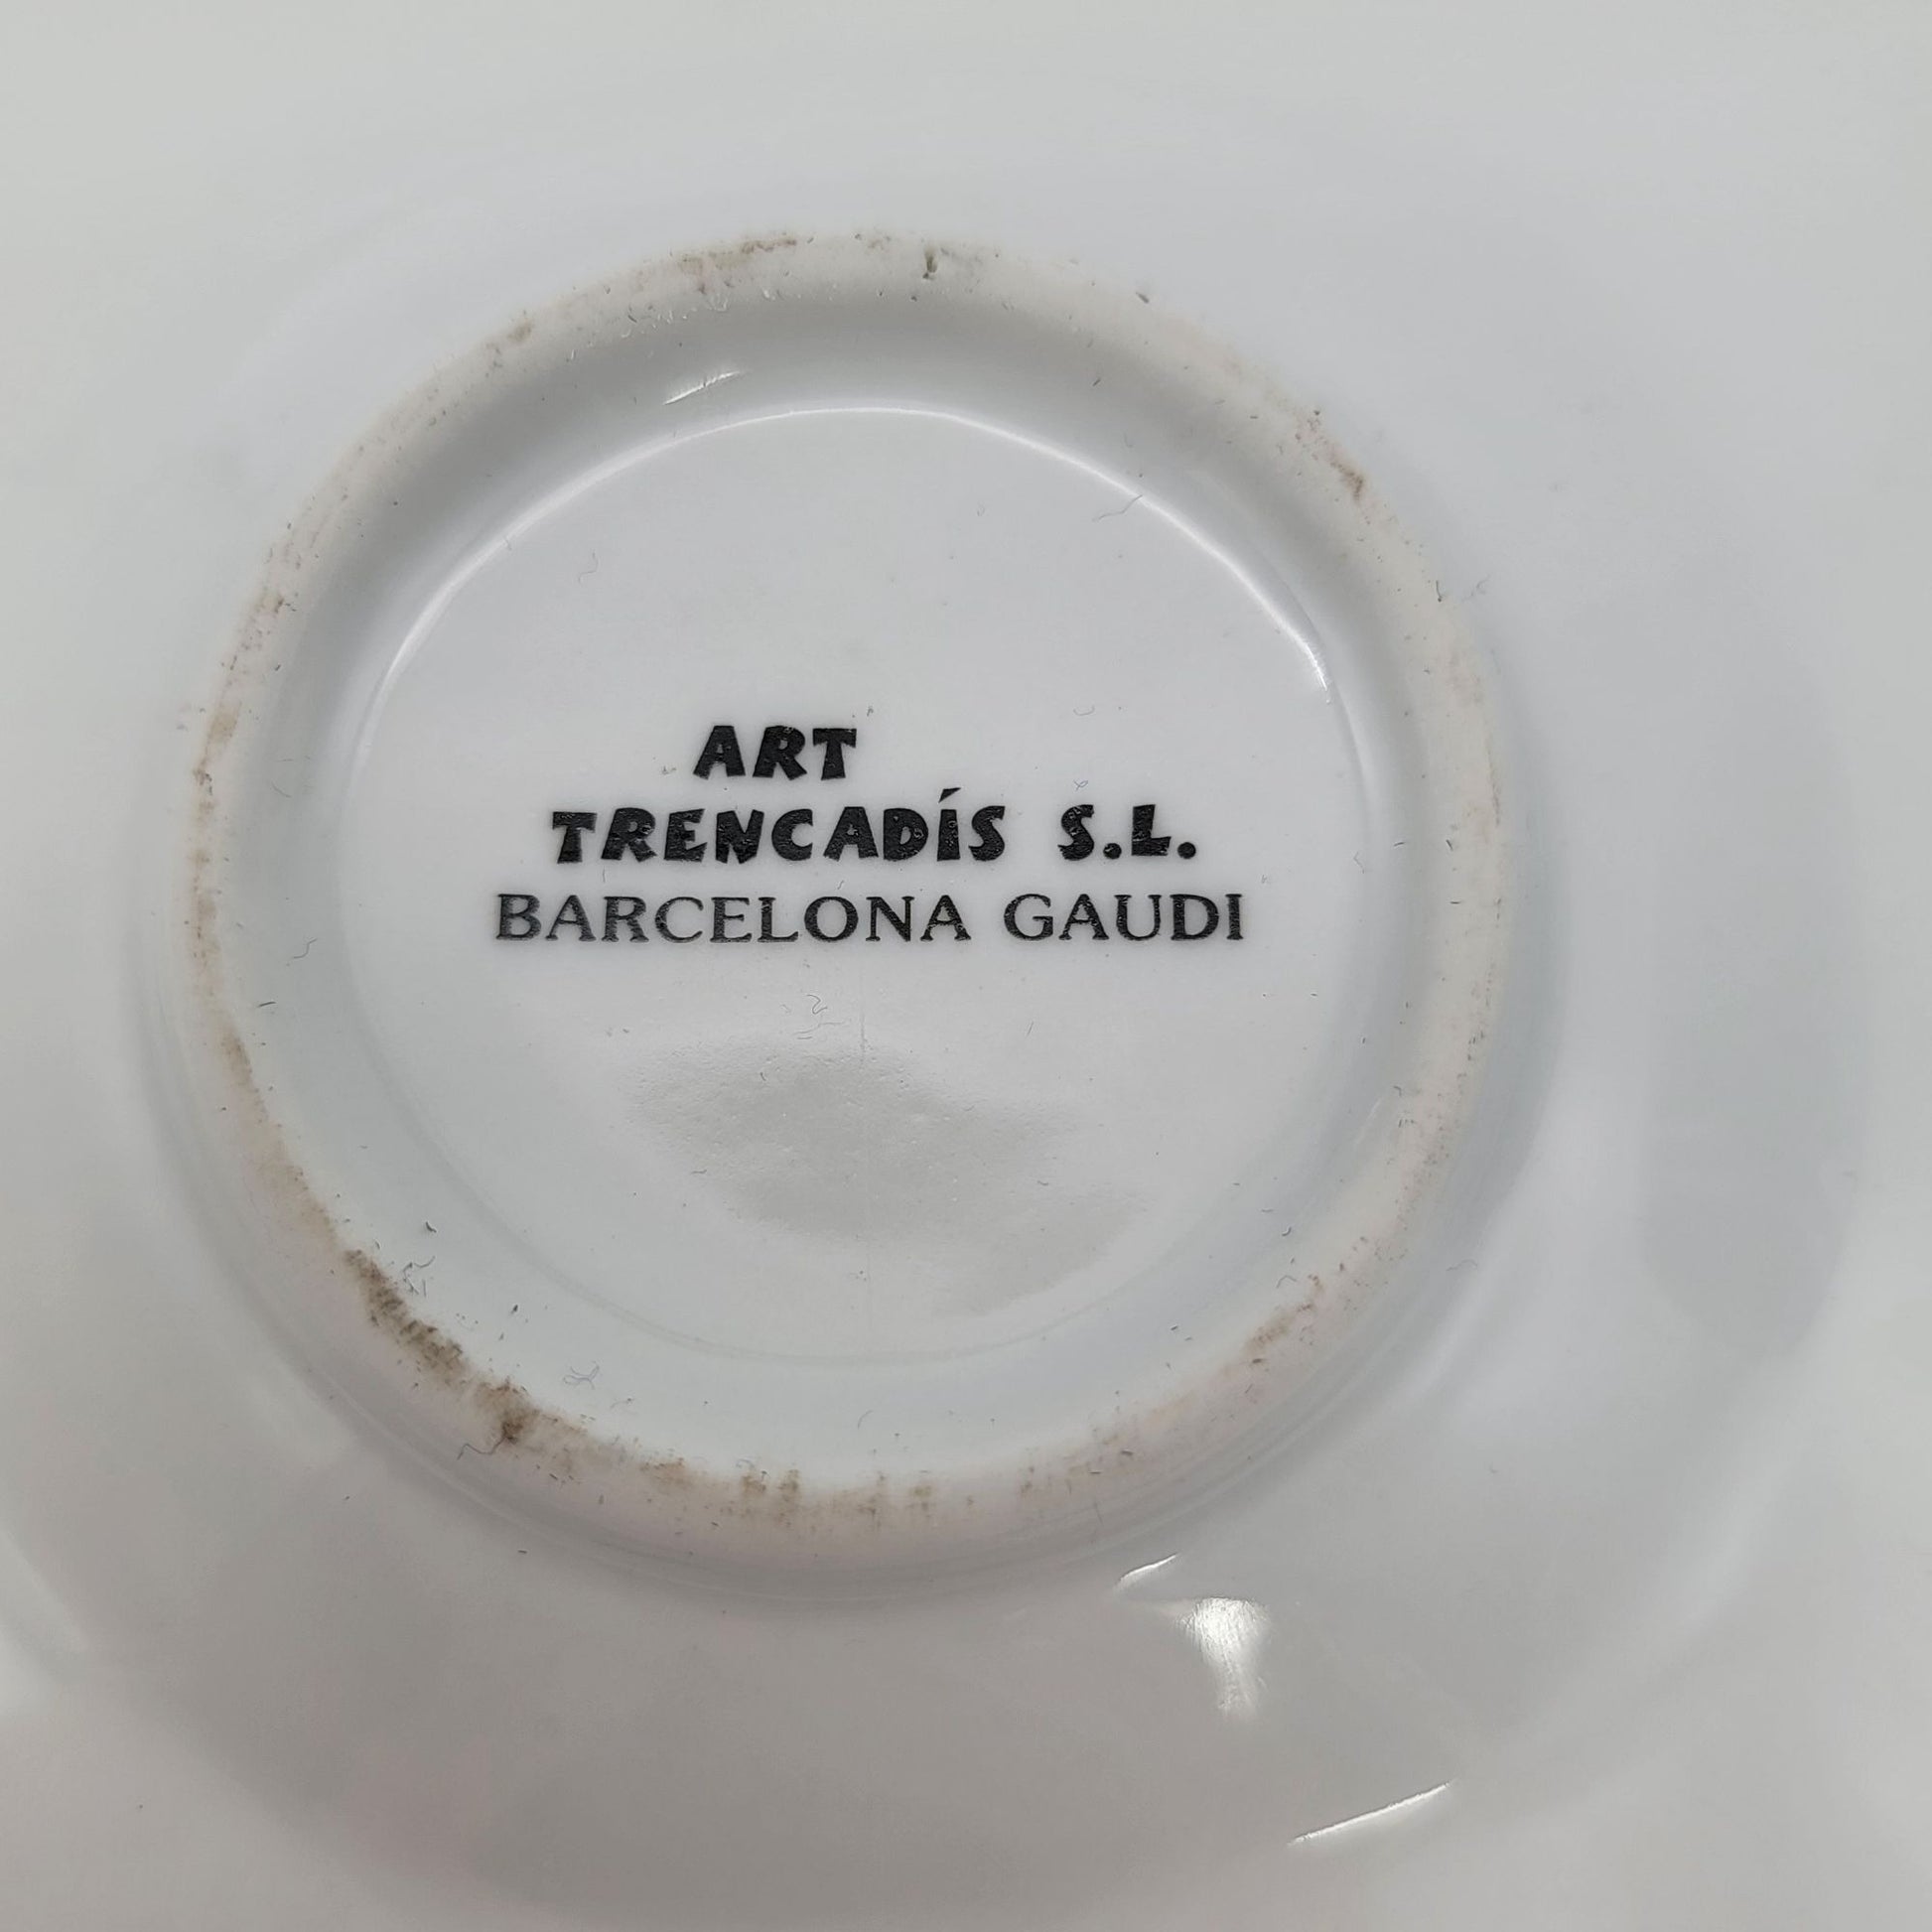 ART
TRENCADÍS S.L.
BARCELONA GAUDI